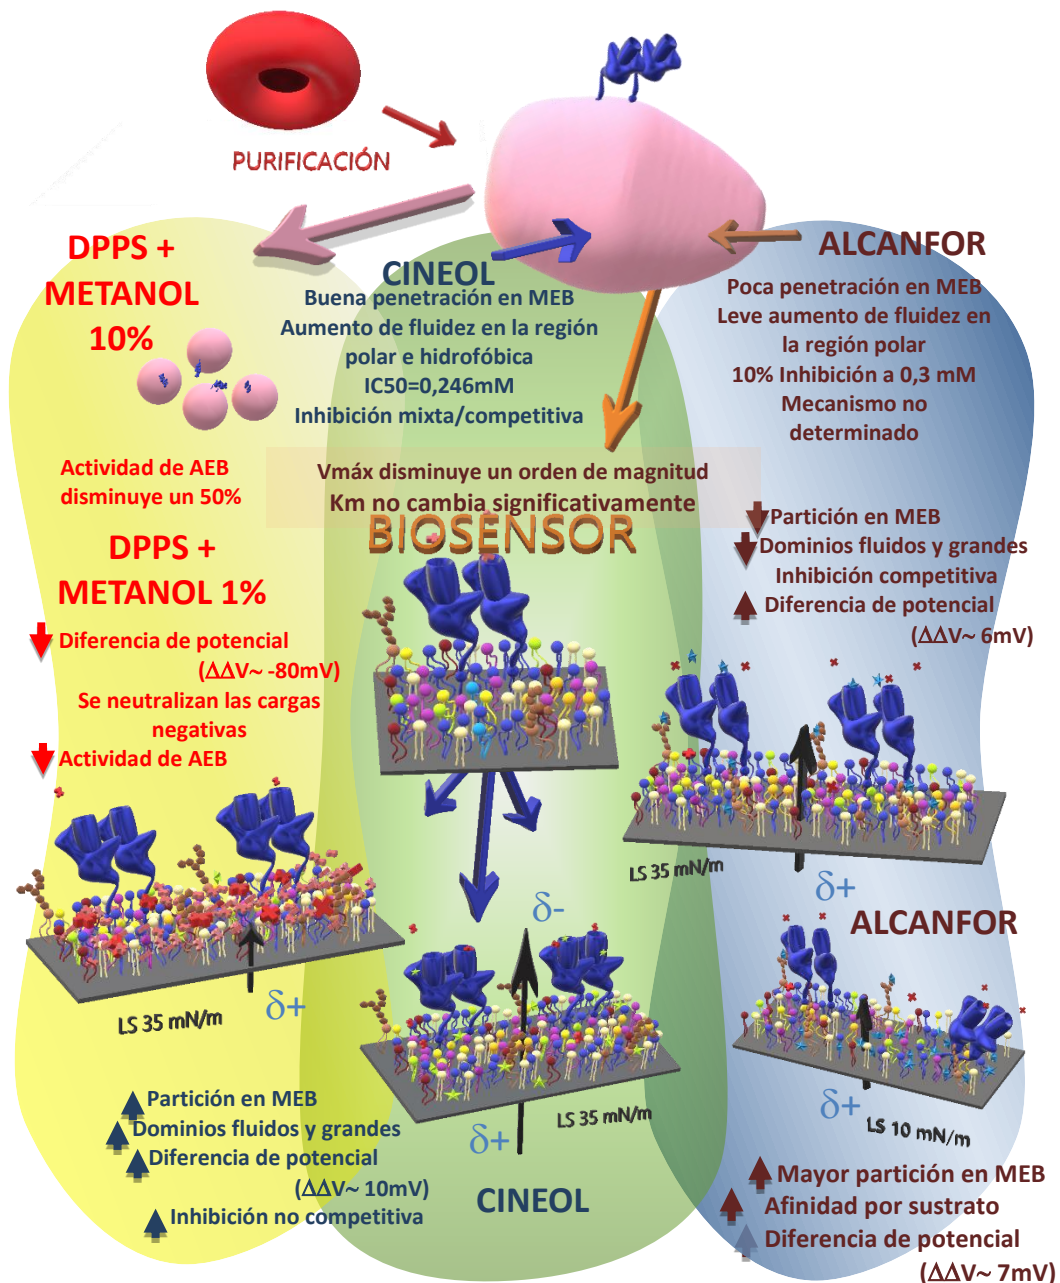 PURIFICACIÓN
DPPS +
METANOL
10%
Actividad de AEB
disminuye un 50%
DPPS +
METANOL 1%
Diferencia de potencial
(ΔΔV~ -80mV)
Se neutralizan las cargas
negativas
Actividad de AEB
LS 35 mN/m
δ+
CINEOL
Buena penetración en MEB
Aumento de fluidez en la región
polar e hidrofóbica
IC50=0,246mM
Inhibición mixta/competitiva
Vmáx disminuye un orden de magnitud
Km no cambia significativamente
BIOSENSOR
δ-
δ+
LS 35 mN/m
Partición en MEB
Dominios fluidos y grandes
Diferencia de potencial
(ΔΔV~ 10mV)
Inhibición no competitiva
CINEOL
ALCANFOR
Poca penetración en MEB
Leve aumento de fluidez en
la región polar
10% Inhibición a 0,3 mM
Mecanismo no
determinado
Partición en MEB
Dominios fluidos y grandes
Inhibición competitiva
Diferencia de potencial
(ΔΔV~ 6mV)
LS 35 mN/m
δ+
ALCANFOR
δ+
LS 10 mN/m
Mayor partición en MEB
Afinidad por sustrato
Diferencia de potencial
(ΔΔV~ 7mV)